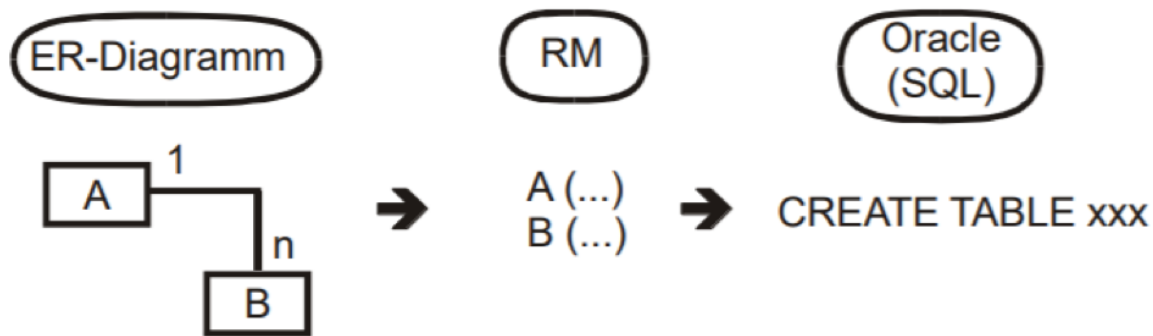 ER-Diagramm
RM
Oracle
(SQL)
A
1
n
B
A (...)
B (...)
CREATE TABLE xxx